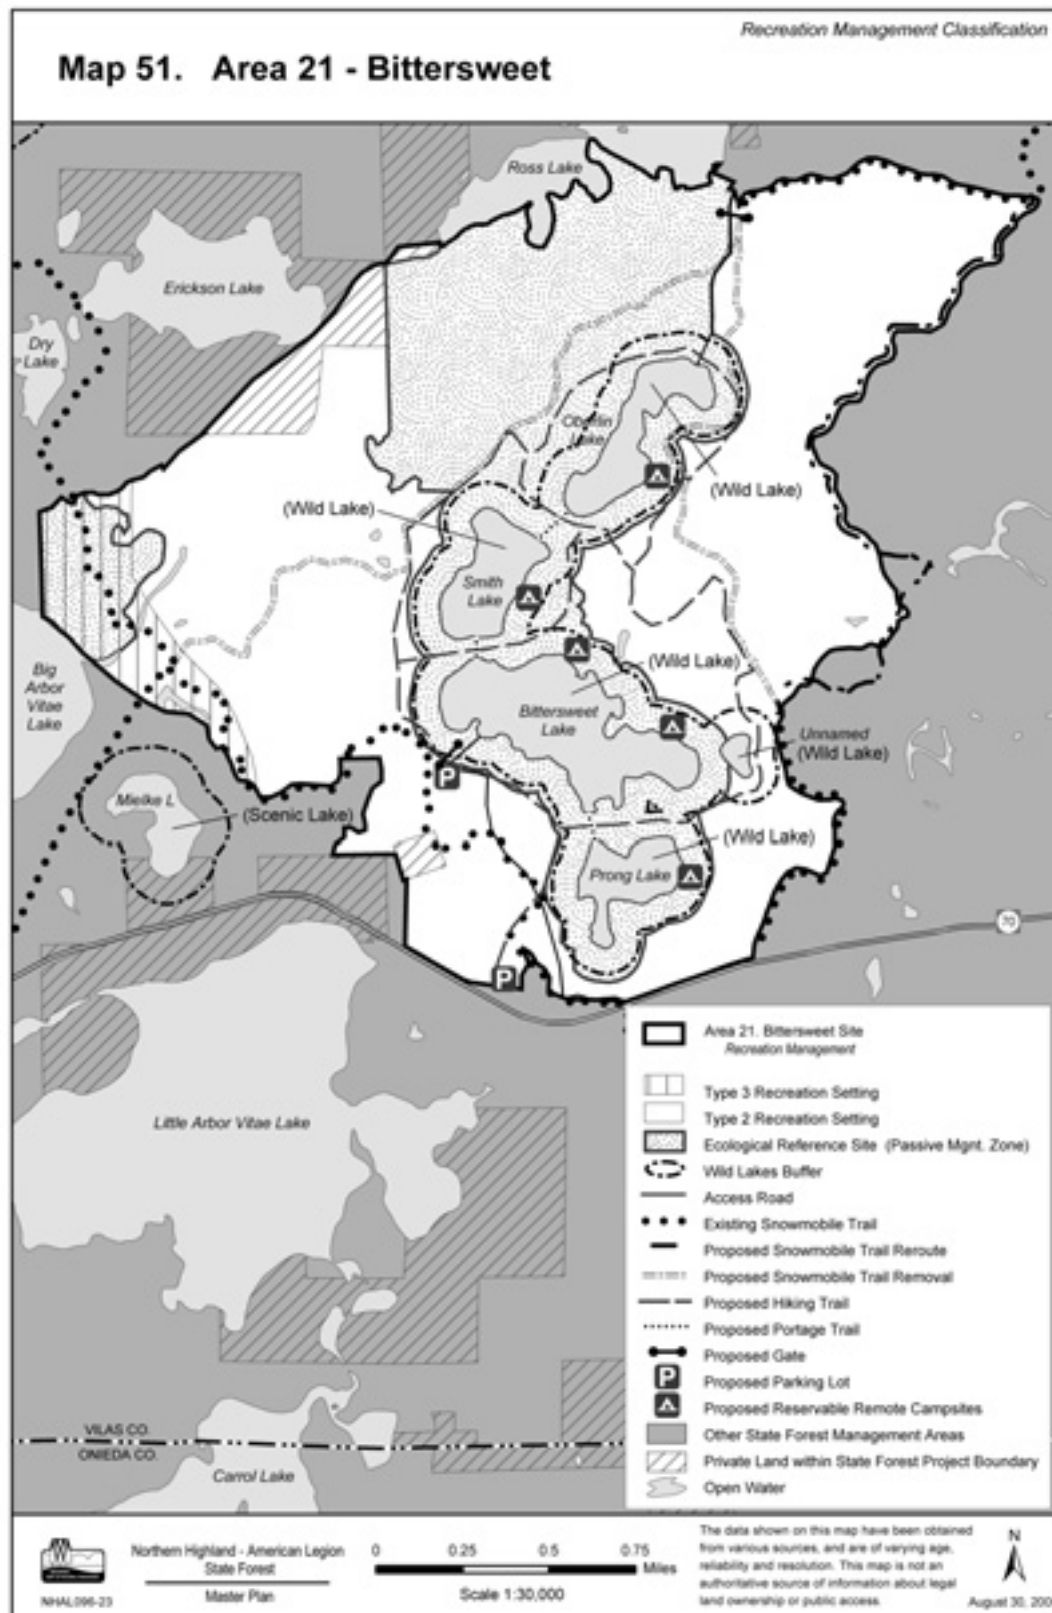 Recreation Management Classification
Map 51. Area 21 - Bittersweet
Ross Lake
Erickson Lake
Dry
Lake
Oberlin
Lake
(Wild Lake)
(Wild Lake)
Smith
Lake
(Wild Lake)
Big
Arbor
Vitae
Lake
Bittersweet
Lake
Unnamed
(Wild Lake)
P
Mielke L
(Scenic Lake)
(Wild Lake)
Prong Lake
70
P
Little Arbor Vitae Lake
Area 21. Bittersweet Site
Recreation Management
Type 3 Recreation Setting
Type 2 Recreation Setting
Ecological Reference Site (Passive Mgnt. Zone)
Wild Lakes Buffer
Access Road
Existing Snowmobile Trail
Proposed Snowmobile Trail Reroute
Proposed Snowmobile Trail Removal
Proposed Hiking Trail
Proposed Portage Trail
Proposed Gate
P Proposed Parking Lot
Proposed Reservable Remote Campsites
Other State Forest Management Areas
Private Land within State Forest Project Boundary
Open Water
VILAS CO.
ONIEDA CO.
Carrol Lake
NHAL096-23
Northern Highland - American Legion
State Forest
Master Plan
0 0.25 0.5 0.75
Miles
Scale 1:30,000
The data shown on this map have been obtained
from various sources, and are of varying age,
reliability and resolution. This map is not an
authoritative source of information about legal
land ownership or public access.
N
August 30, 200